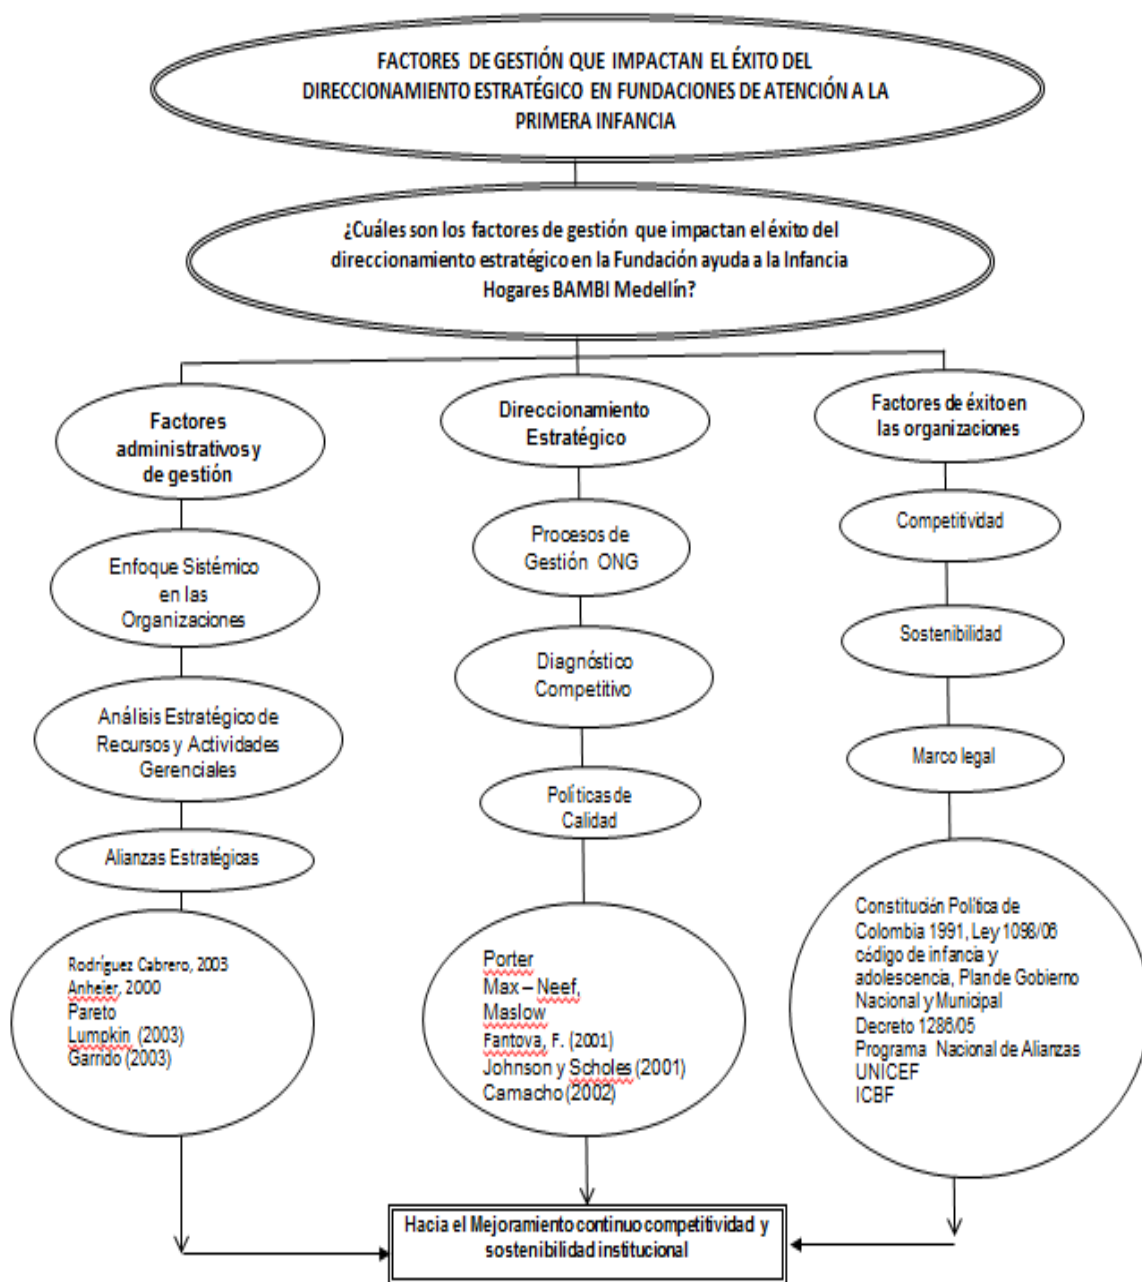 FACTORES DE GESTIÓN QUE IMPACTAN EL ÉXITO DEL
DIRECCIONAMIENTO ESTRATÉGICO EN FUNDACIONES DE ATENCIÓN A LA
PRIMERA INFANCIA
¿Cuáles son los factores de gestión que impactan el éxito del
direccionamiento estratégico en la Fundación ayuda a la Infancia
Hogares BAMBI Medellín?
Factores
administrativos y
de gestión
Enfoque Sistémico
en las
Organizaciones
Análisis Estratégico de
Recursos y Actividades
Gerenciales
Alianzas Estratégicas
Rodríguez Cabrero, 2003
Anheier, 2000
Pareto
Lumpkin (2003)
Garrido (2003)
Direccionamiento
Estratégico
Procesos de
Gestión ONG
Diagnóstico
Competitivo
Políticas de
Calidad
Porter
Max – Neef,
Maslow
Fantova, F. (2001)
Johnson y Scholes (2001)
Camacho (2002)
Factores de éxito en
las organizaciones
Competitividad
Sostenibilidad
Marco legal
Constitución Política de
Colombia 1991, Ley 1098/06
código de infancia y
adolescencia, Plan de Gobierno
Nacional y Municipal
Decreto 1286/05
Programa Nacional de Alianzas
UNICEF
ICBF
Hacia el Mejoramiento continuo competitividad y
sostenibilidad institucional